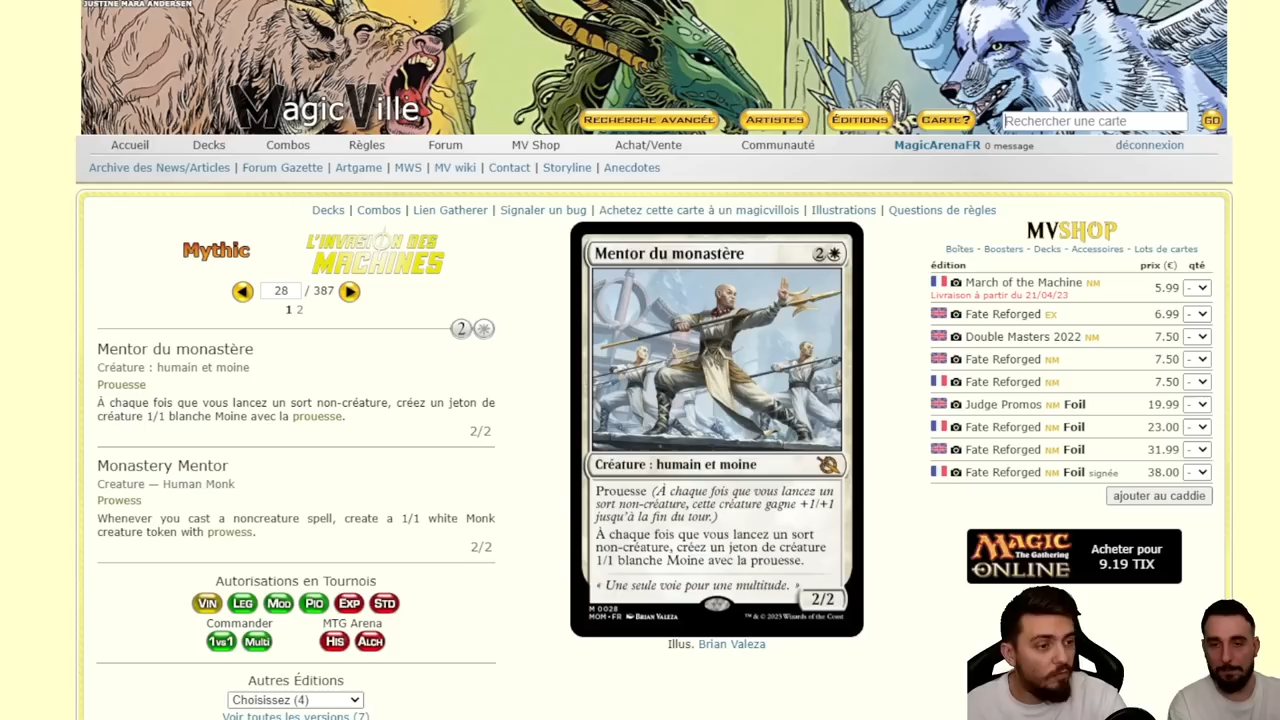 JUSTINE MARA ANDERSEN
MagicVille
RECHERCHE AVANCÉE
ARTISTES
ÉDITIONS
CARTE?
Rechercher une carte
GO
Accueil Decks Combos Règles Forum MV Shop Achat/Vente Communauté MagicArenaFR 0 message déconnexion
Archive des News/Articles | Forum Gazette | Artgame | MWS | MV wiki | Contact | Storyline | Anecdotes
Decks | Combos | Lien Gatherer | Signaler un bug | Achetez cette carte à un magicvillois | Illustrations | Questions de règles
Mythic
L'INVASION DES
MACHINES
28 / 387
1 2
2
Mentor du monastère
Créature : humain et moine
Prouesse
À chaque fois que vous lancez un sort non-créature, créez un jeton de
créature 1/1 blanche Moine avec la prouesse.
2/2
Monastery Mentor
Creature — Human Monk
Prowess
Whenever you cast a noncreature spell, create a 1/1 white Monk
creature token with prowess.
2/2
Autorisations en Tournois
VIN LEG MOD PIO EXP STD
Commander MTG Arena
1vs1 Multi HIS ALCH
Autres Éditions
Choisissez (4)
Voir toutes les versions (7)
Mentor du monastère 2
Créature : humain et moine
Prouesse (À chaque fois que vous lancez un
sort non-créature, cette créature gagne +1/+1
jusqu'à la fin du tour.)
À chaque fois que vous lancez un sort
non-créature, créez un jeton de créature
1/1 blanche Moine avec la prouesse.
« Une seule voie pour une multitude. »
2/2
M 0028
MOM • FR BRIAN VALEZA ™ & © 2023 Wizards of the Coast
Illus. Brian Valeza
MVSHOP
Boîtes - Boosters - Decks - Accessoires - Lots de cartes
édition prix (€) qté
March of the Machine NM 5.99 -
Livraison à partir du 21/04/23
Fate Reforged EX 6.99 -
Double Masters 2022 NM 7.50 -
Fate Reforged NM 7.50 -
Fate Reforged NM 7.50 -
Judge Promos NM Foil 19.99 -
Fate Reforged NM Foil 23.00 -
Fate Reforged NM Foil 31.99 -
Fate Reforged NM Foil signée 38.00 -
ajouter au caddie
MAGIC
The Gathering
ONLINE
Acheter pour
9.19 TIX